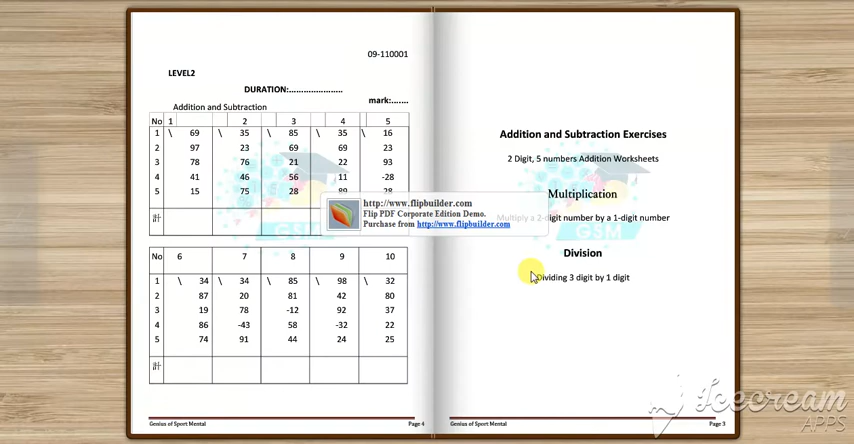 09-110001
LEVEL2
DURATION:......................
mark:.......
Addition and Subtraction
No 1 2 3 4 5
1 \ 69 \ 35 \ 85 \ 35 \ 16
2 97 23 69 69 23
3 78 76 21 22 93
4 41 46 56 11 -28
5 15 75 28 89 28
計
No 6 7 8 9 10
1 \ 34 \ 34 \ 85 \ 98 \ 32
2 87 20 81 42 80
3 19 78 -12 92 37
4 86 -43 58 -32 22
5 74 91 44 24 25
計
Genius of Sport Mental Page 4
Addition and Subtraction Exercises
2 Digit, 5 numbers Addition Worksheets
Multiplication
Multiply a 2-digit number by a 1-digit number
GSM
Division
Dividing 3 digit by 1 digit
Genius of Sport Mental Page 3
http://www.flipbuilder.com
Flip PDF Corporate Edition Demo.
Purchase from http://www.flipbuilder.com
Icecream
APPS